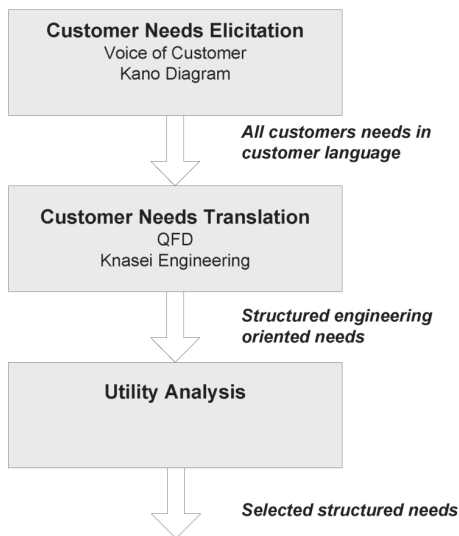 Customer Needs Elicitation
Voice of Customer
Kano Diagram
All customers needs in
customer language
Customer Needs Translation
QFD
Knasei Engineering
Structured engineering
oriented needs
Utility Analysis
Selected structured needs